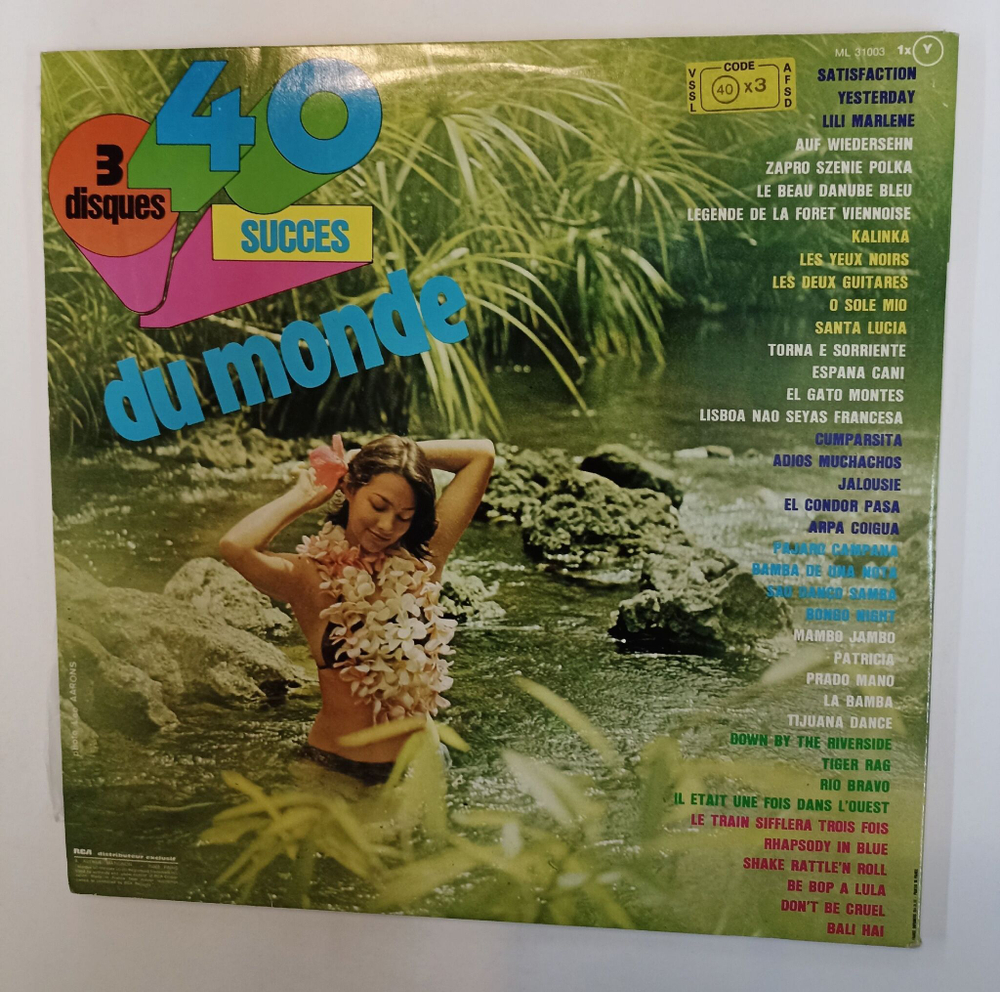 ML 31003 1x Y
VSSL CODE 40 x3 AFSD
40
3
disques
SUCCES
du monde
SATISFACTION
YESTERDAY
LILI MARLENE
AUF WIEDERSEHN
ZAPRO SZENIE POLKA
LE BEAU DANUBE BLEU
LEGENDE DE LA FORET VIENNOISE
KALINKA
LES YEUX NOIRS
LES DEUX GUITARES
O SOLE MIO
SANTA LUCIA
TORNA E SORRIENTE
ESPANA CANI
EL GATO MONTES
LISBOA NAO SEYAS FRANCESA
CUMPARSITA
ADIOS MUCHACHOS
JALOUSIE
EL CONDOR PASA
ARPA COIGUA
PAJARO CAMPANA
BAMBA DE UNA NOTA
SAO DANCO SAMBA
BONGO NIGHT
MAMBO JAMBO
PATRICIA
PRADO MANO
LA BAMBA
TIJUANA DANCE
DOWN BY THE RIVERSIDE
TIGER RAG
RIO BRAVO
IL ETAIT UNE FOIS DANS L'OUEST
LE TRAIN SIFFLERA TROIS FOIS
RHAPSODY IN BLUE
SHAKE RATTLE'N ROLL
BE BOP A LULA
DON'T BE CRUEL
BALI HAI
AARONS
RCA distributeur exclusif